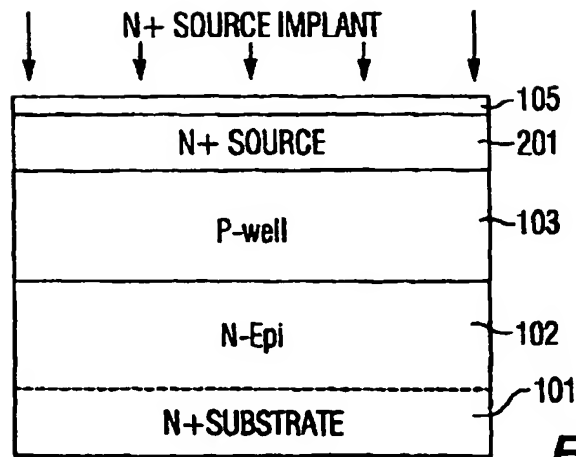 N+ SOURCE IMPLANT
105
N+ SOURCE
201
P-well
103
N-Epi
102
N+SUBSTRATE
101